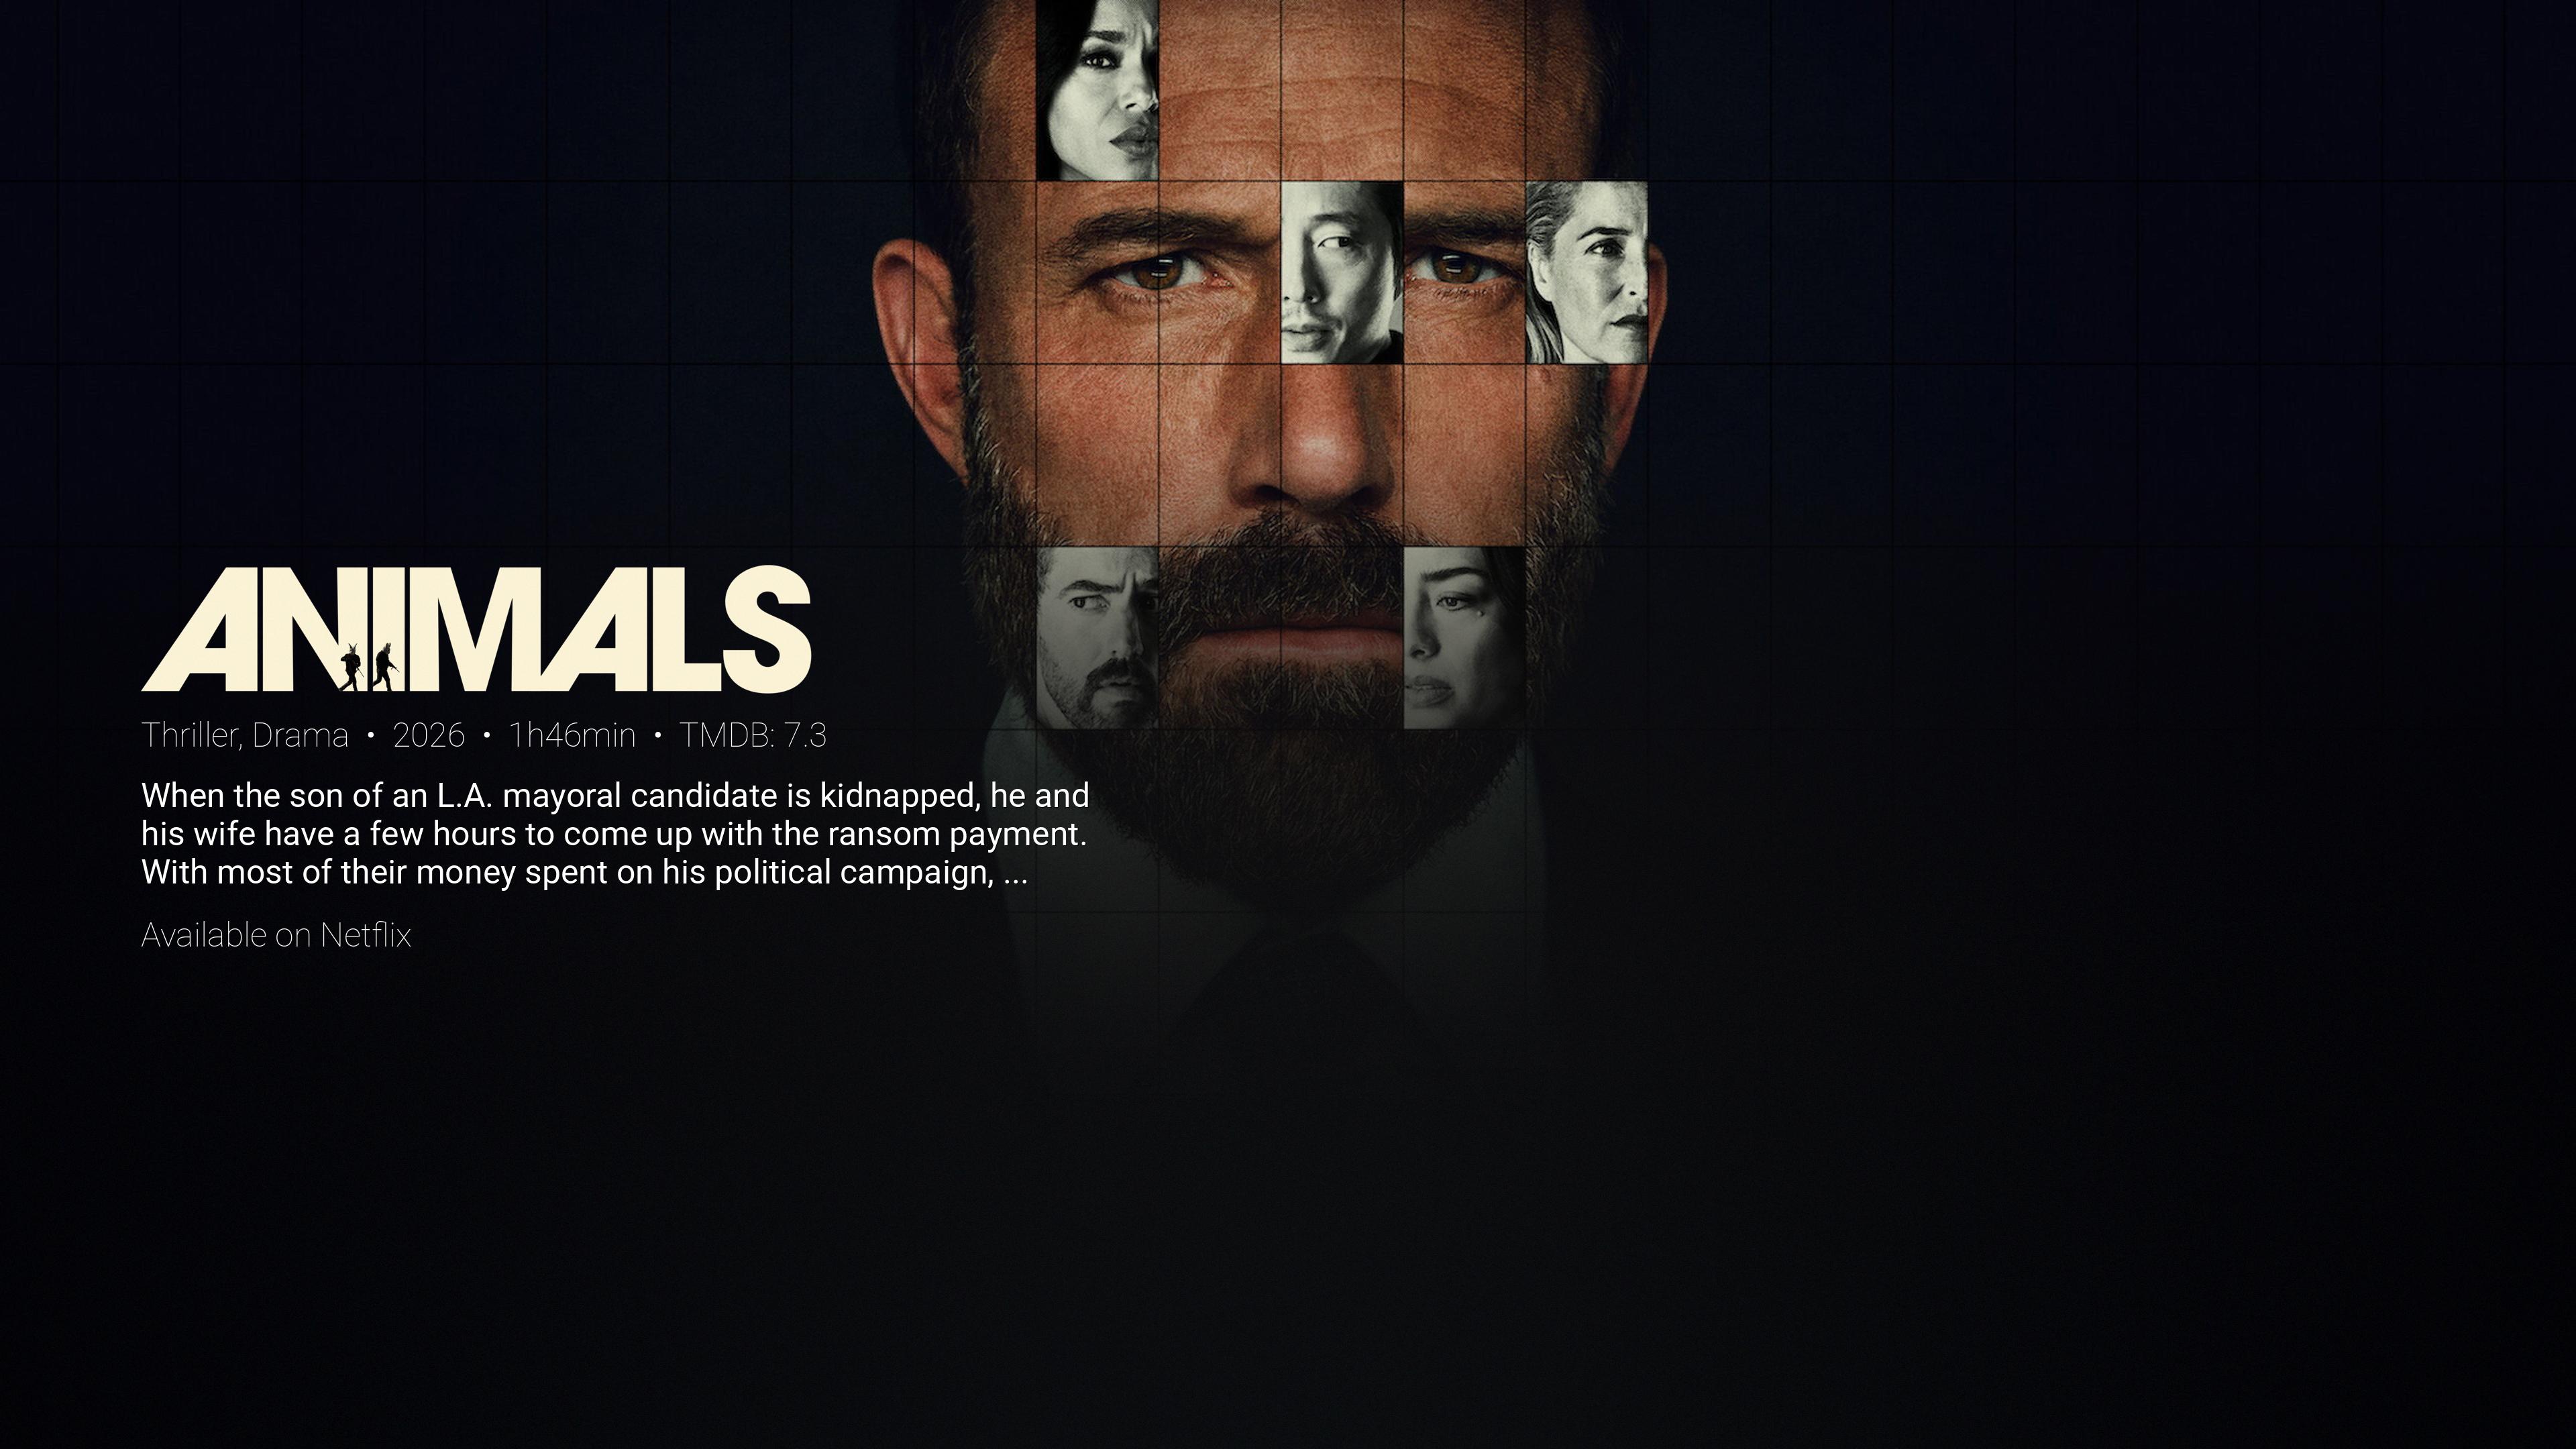 ANIMALS
Thriller, Drama • 2026 • 1h46min • TMDB: 7.3
When the son of an L.A. mayoral candidate is kidnapped, he and
his wife have a few hours to come up with the ransom payment.
With most of their money spent on his political campaign, ...
Available on Netflix